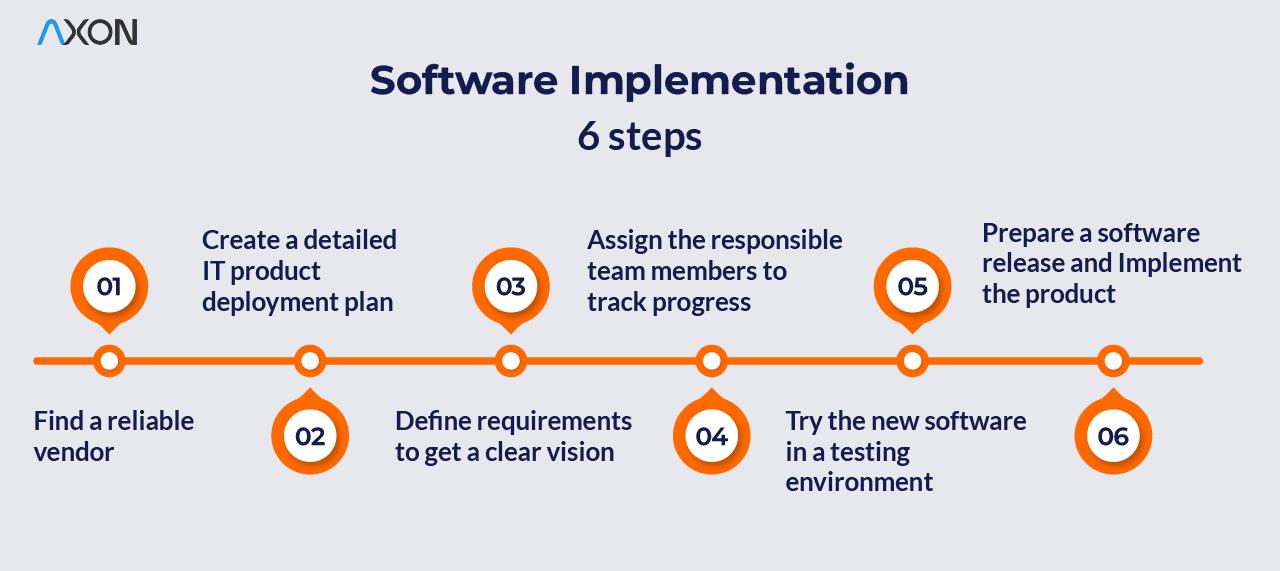 AXON
Software Implementation
6 steps
01
Find a reliable
vendor
02
Create a detailed
IT product
deployment plan
03
Define requirements
to get a clear vision
04
Assign the responsible
team members to
track progress
05
Try the new software
in a testing
environment
06
Prepare a software
release and Implement
the product